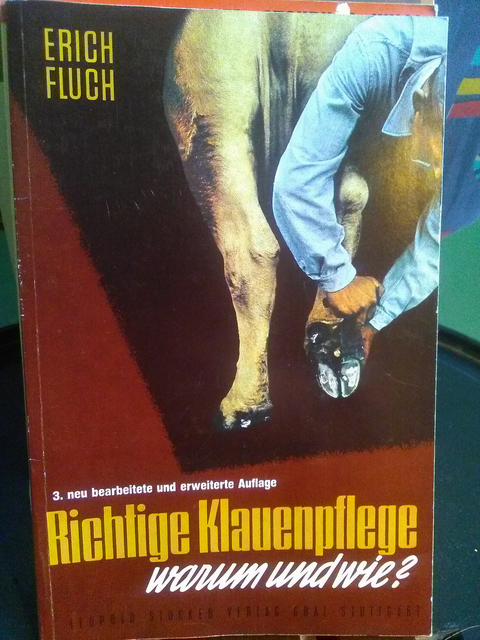 ERICH
FLUCH
3. neu bearbeitete und erweiterte Auflage
Richtige Klauenpflege
warum und wie?
LEOPOLD STOCKER VERLAG GRAZ STUTTGART